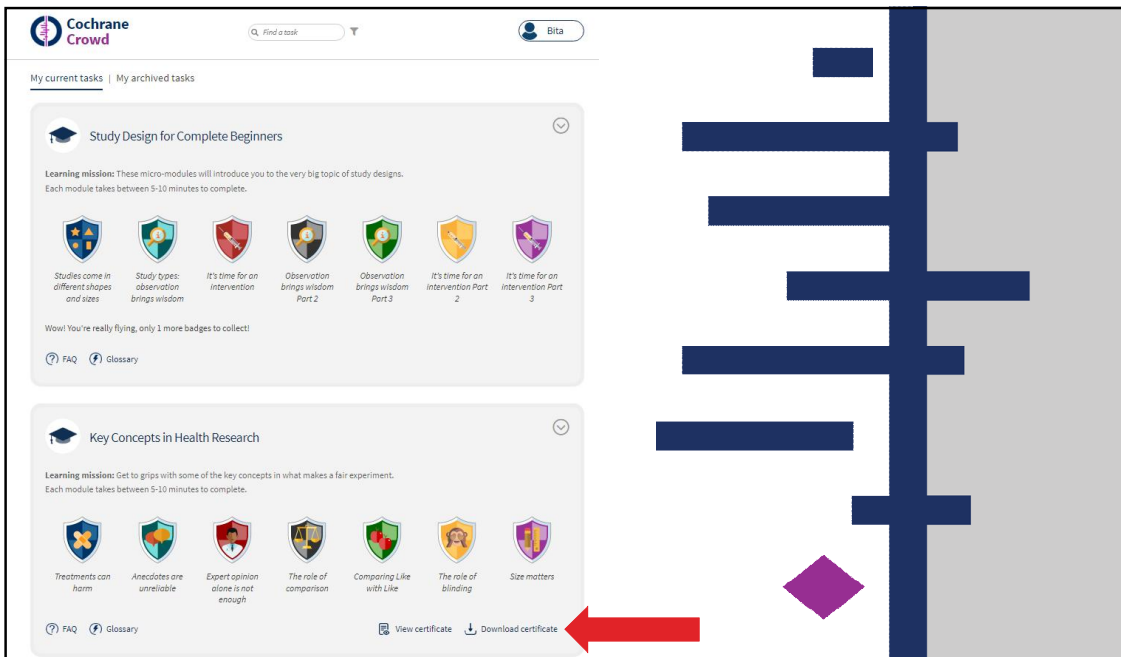 Cochrane
Crowd
Find a task
Bita
My current tasks | My archived tasks
Study Design for Complete Beginners
Learning mission: These micro-modules will introduce you to the very big topic of study designs.
Each module takes between 5-10 minutes to complete.
Studies come in different shapes and sizes
Study types: observation brings wisdom
It's time for an intervention
Observation brings wisdom Part 2
Observation brings wisdom Part 3
It's time for an intervention Part 2
It's time for an intervention Part 3
Wow! You're really flying, only 1 more badges to collect!
FAQ Glossary
Key Concepts in Health Research
Learning mission: Get to grips with some of the key concepts in what makes a fair experiment.
Each module takes between 5-10 minutes to complete.
Treatments can harm
Anecdotes are unreliable
Expert opinion alone is not enough
The role of comparison
Comparing Like with Like
The role of blinding
Size matters
FAQ Glossary View certificate Download certificate